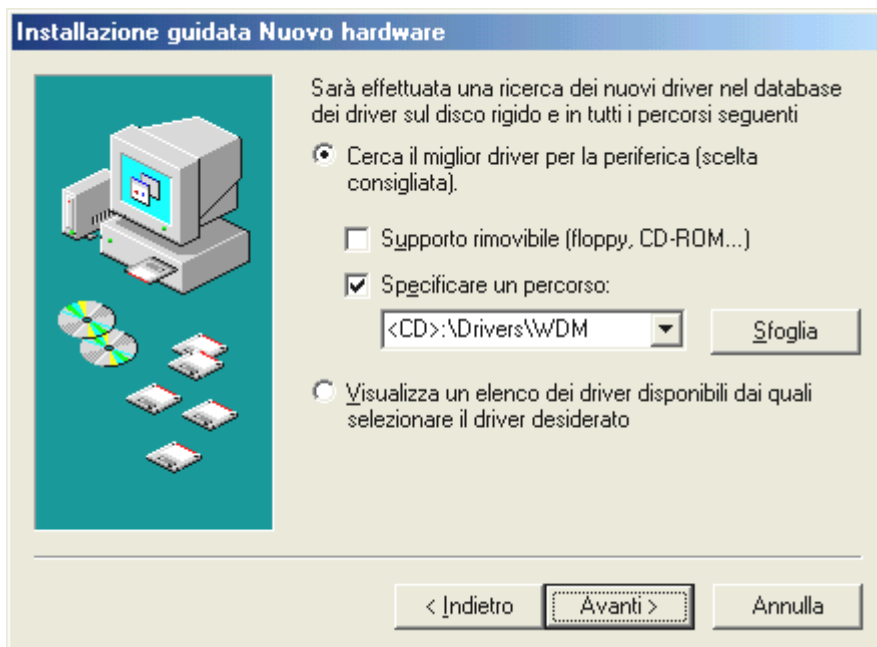 Installazione guidata Nuovo hardware
Sarà effettuata una ricerca dei nuovi driver nel database
dei driver sul disco rigido e in tutti i percorsi seguenti
Cerca il miglior driver per la periferica (scelta
consigliata).
Supporto rimovibile (floppy, CD-ROM...)
Specificare un percorso:
<CD>:\Drivers\WDM
Sfoglia
Visualizza un elenco dei driver disponibili dai quali
selezionare il driver desiderato
< Indietro
Avanti >
Annulla